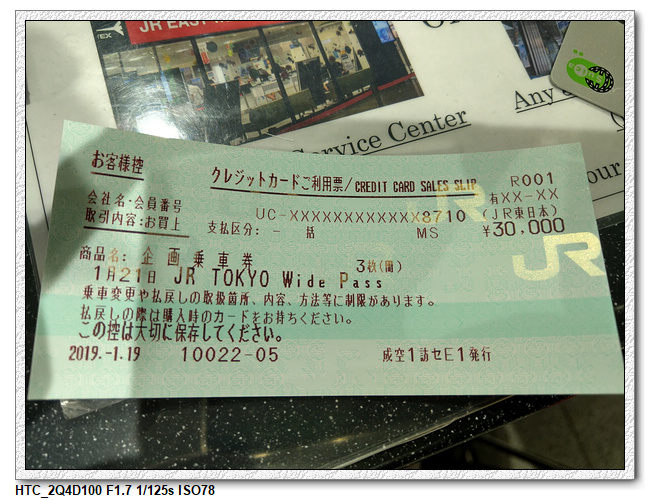 JR EAST
Service Center
Any
our
お客様控
クレジットカードご利用票/CREDIT CARD SALES SLIP R001
会社名・会員番号 UC-XXXXXXXXXXXX8710 有XX-XX
(JR東日本)
取引内容:お買上 支払区分: 一 括 MS ¥30,000
商品名: 企 画 乗 車 券 3枚(間)
1月21日 JR TOKYO Wide Pass
乗車変更や払戻しの取扱箇所、内容、方法等に制限があります。
払戻しの際は購入時のカードをお持ちください。
この控は大切に保存してください。
2019.-1.19 10022-05 成空1訪セE1発行
JR
JR
HTC_2Q4D100 F1.7 1/125s ISO78